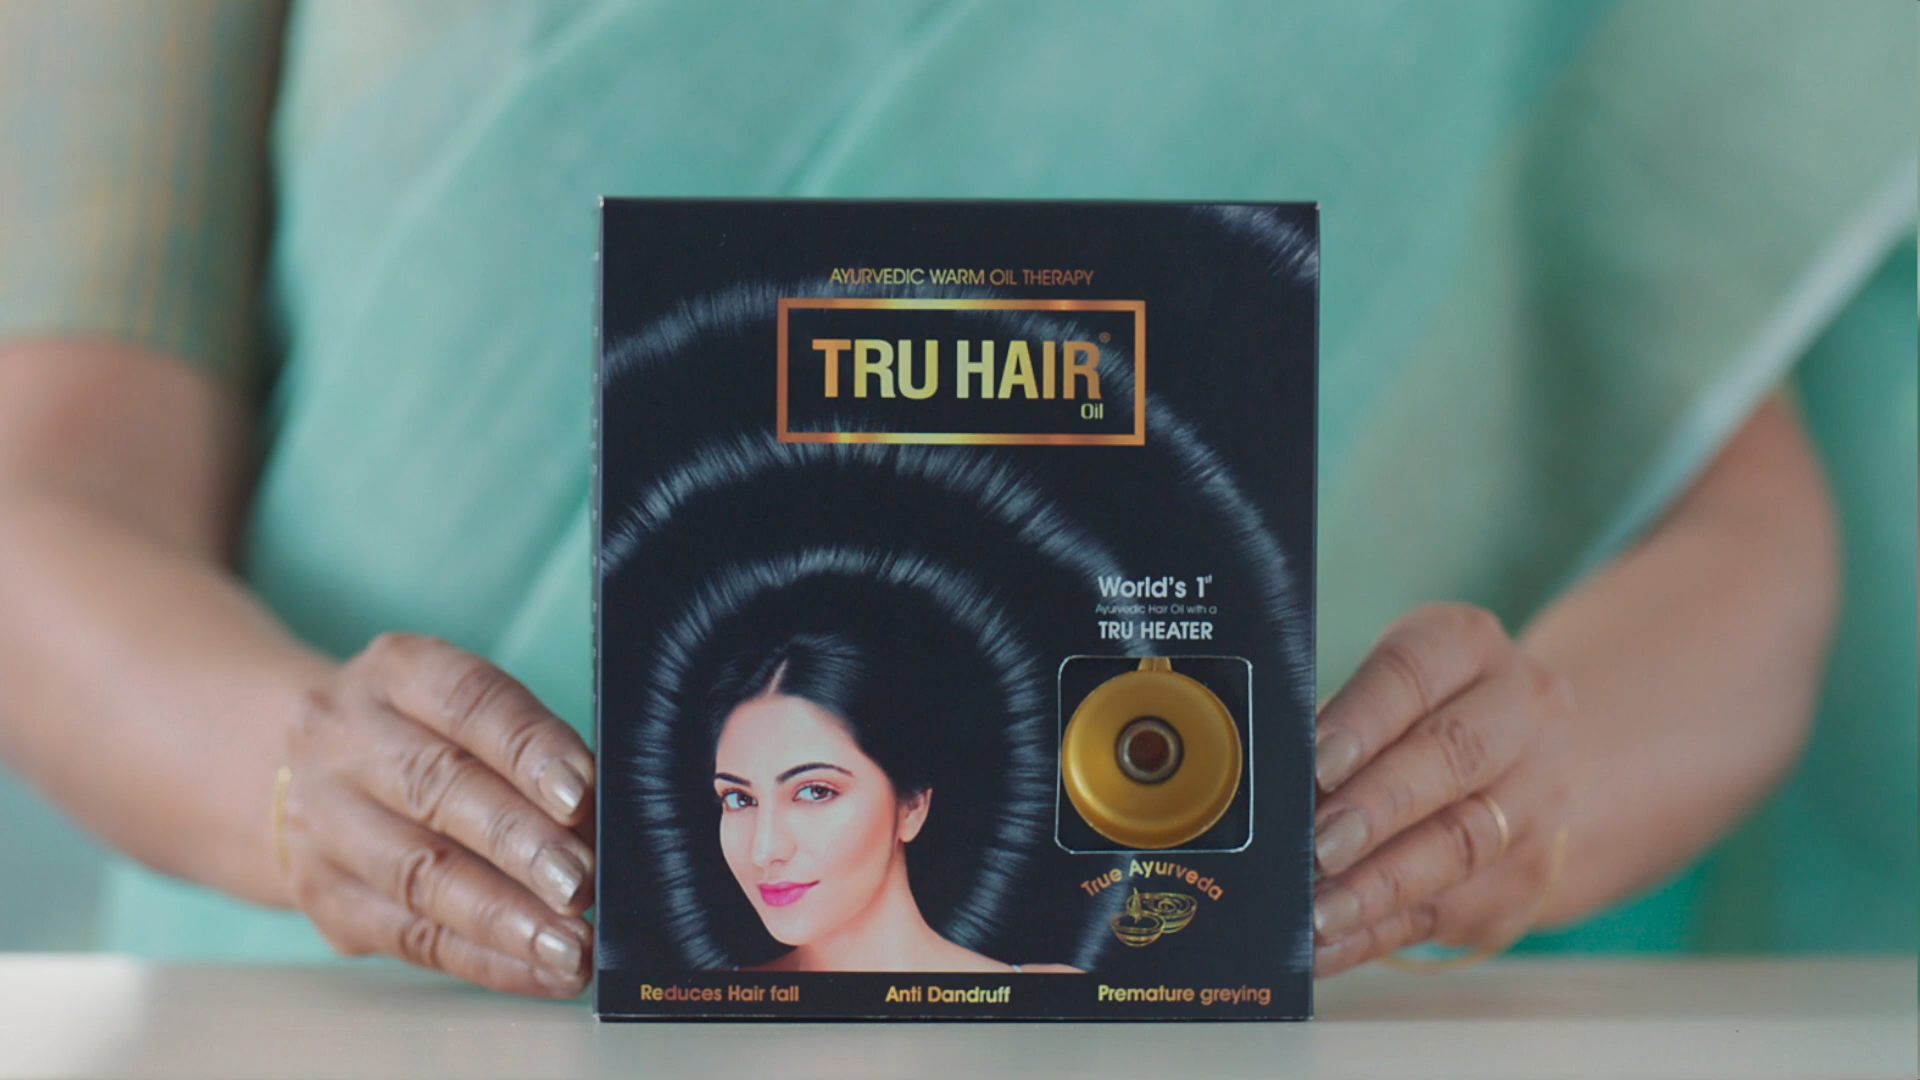 AYURVEDIC WARM OIL THERAPY
TRU HAIR®
Oil
World's 1st
Ayurvedic Hair Oil with a
TRU HEATER
True Ayurveda
Reduces Hair fall
Anti Dandruff
Premature greying